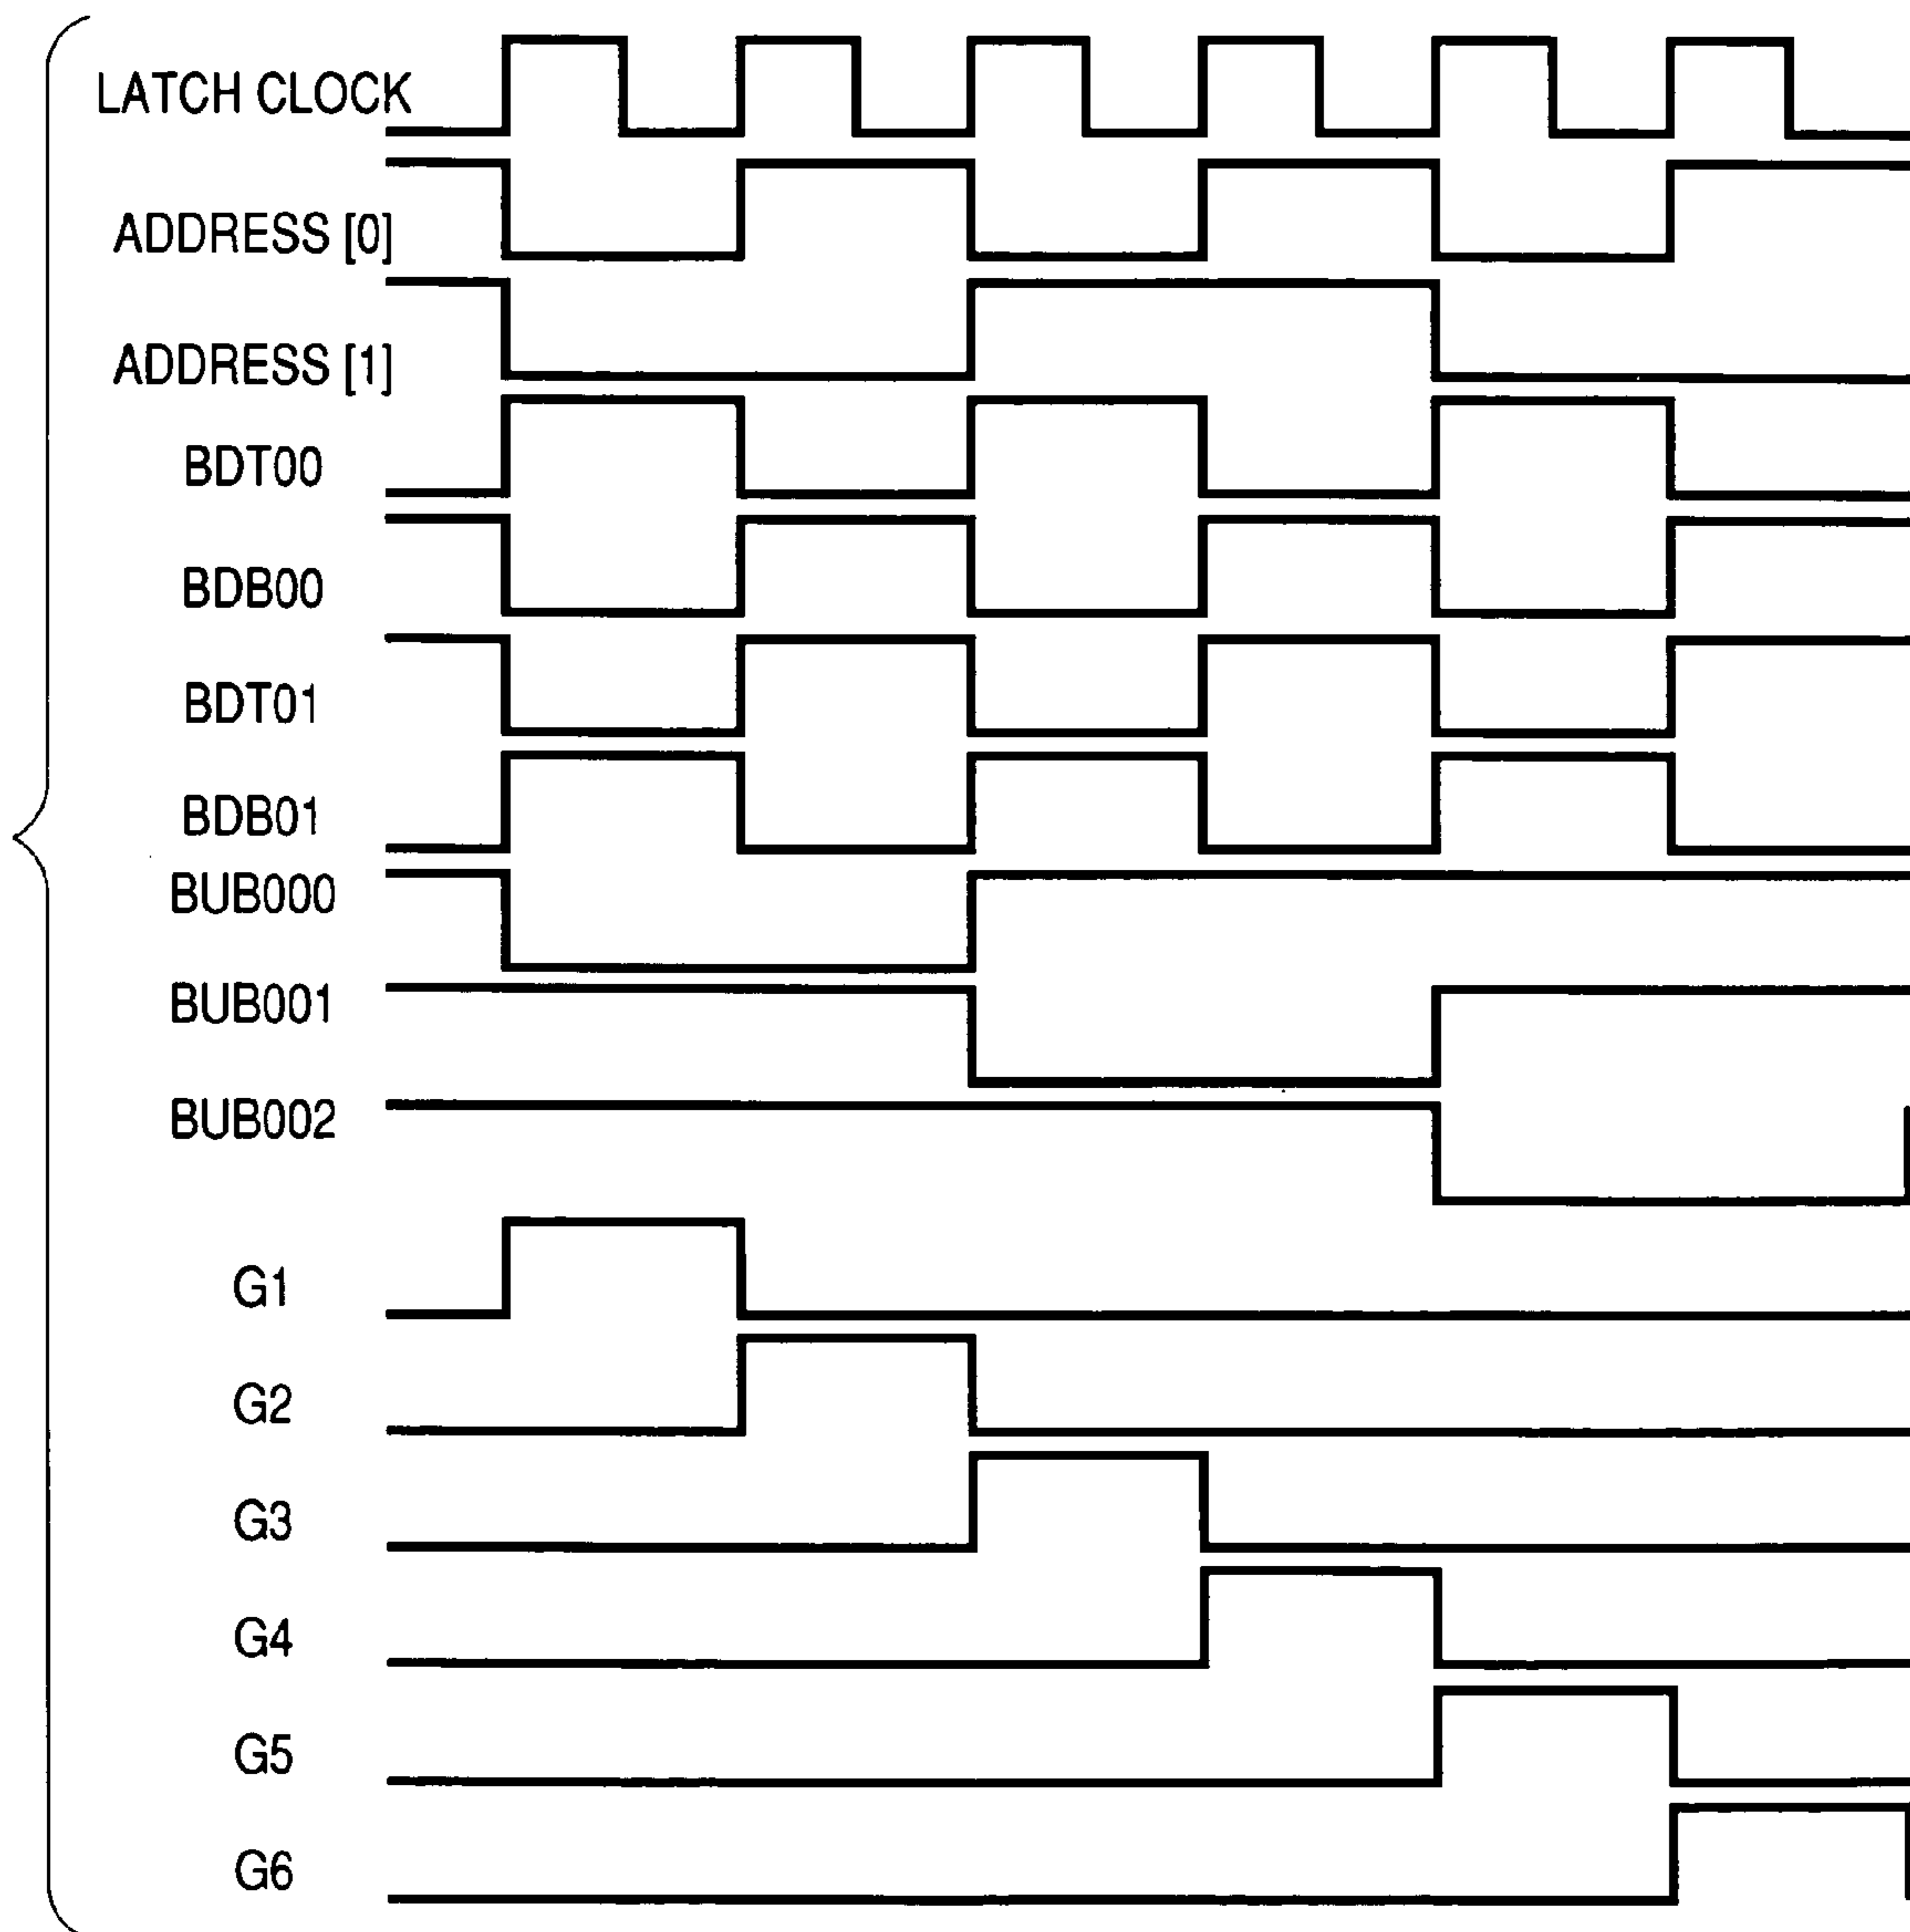 LATCH CLOCK
ADDRESS [0]
ADDRESS [1]
BDT00
BDB00
BDT01
BDB01
BUB000
BUB001
BUB002
G1
G2
G3
G4
G5
G6